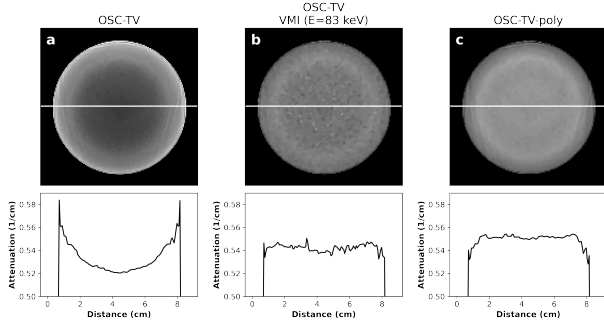 OSC-TV
OSC-TV
VMI (E=83 keV)
OSC-TV-poly
a
b
c
Attenuation (1/cm)
0.58
0.56
0.54
0.52
0.50
0
2
4
6
8
Distance (cm)
Attenuation (1/cm)
0.58
0.56
0.54
0.52
0.50
0
2
4
6
8
Distance (cm)
Attenuation (1/cm)
0.58
0.56
0.54
0.52
0.50
0
2
4
6
8
Distance (cm)